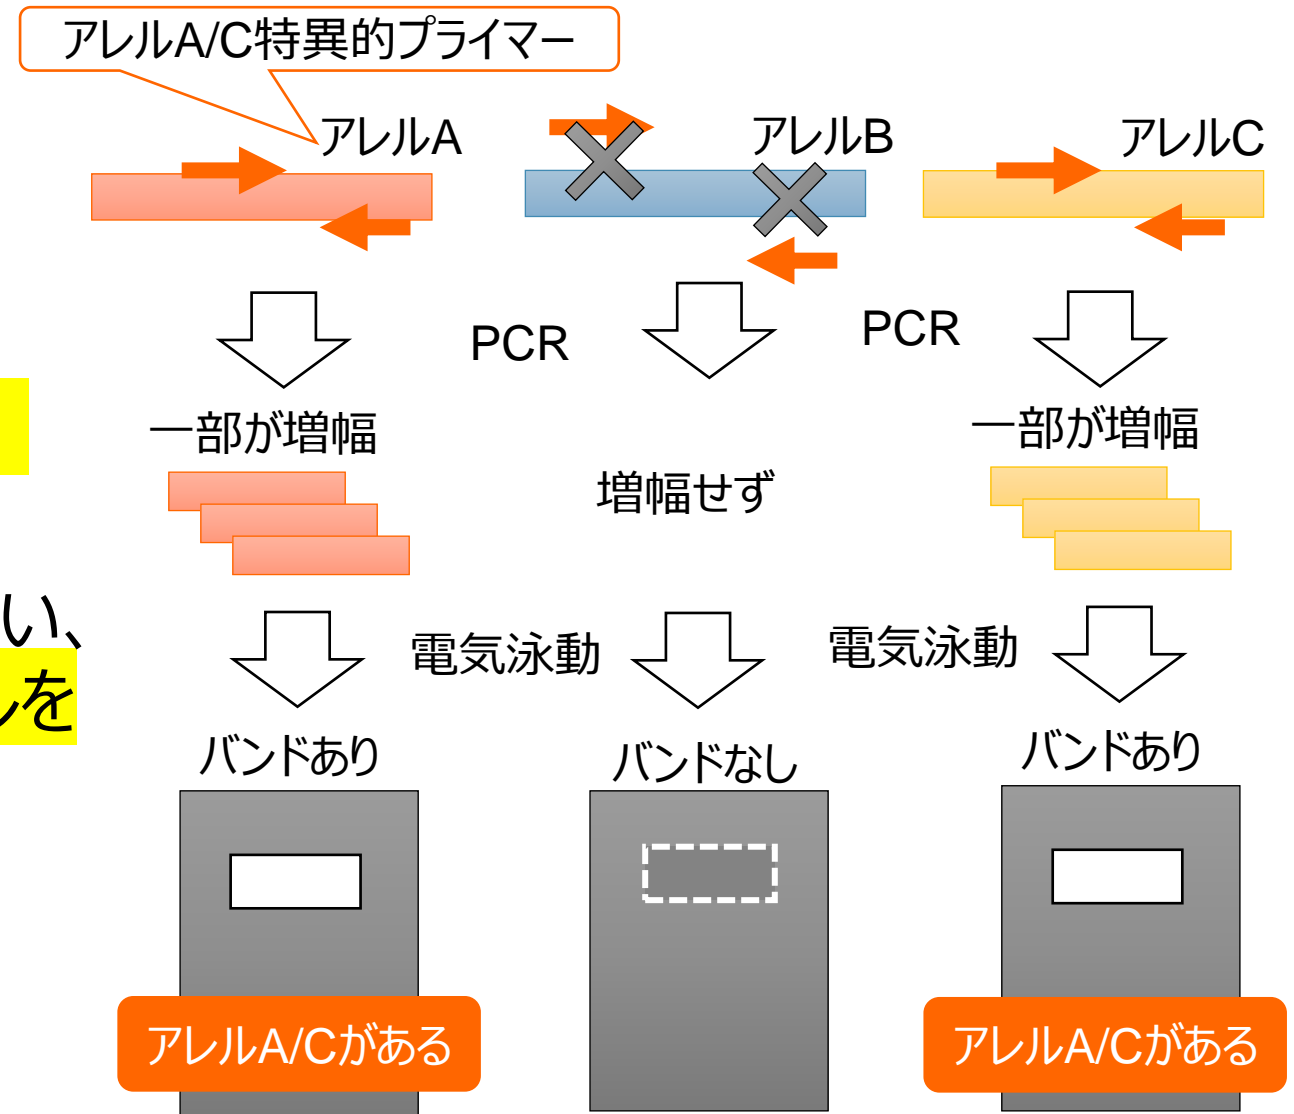 アレルA/C特異的プライマー
アレルA
アレルB
アレルC
PCR
PCR
一部が増幅
増幅せず
一部が増幅
い、
を
電気泳動
電気泳動
バンドあり
バンドなし
バンドあり
アレルA/Cがある
アレルA/Cがある